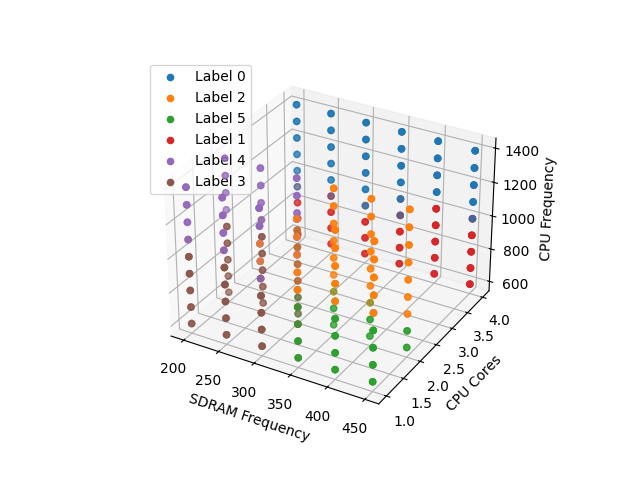 Label 0
Label 2
Label 5
Label 1
Label 4
Label 3
1400
1200
1000
800
600
CPU Frequency
4.0
3.5
3.0
2.5
2.0
1.5
1.0
CPU Cores
200
250
300
350
400
450
SDRAM Frequency